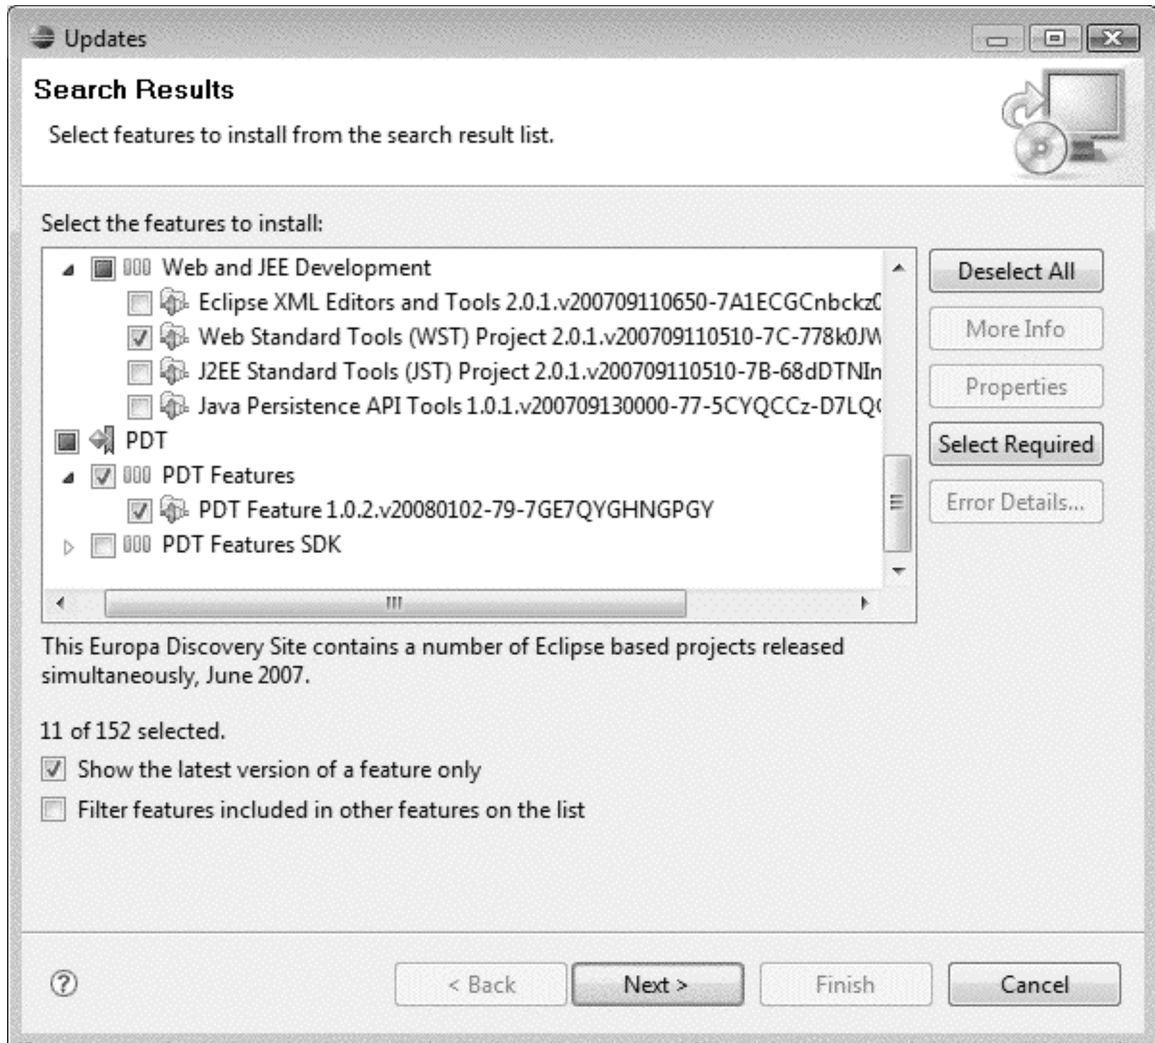 Updates
Search Results
Select features to install from the search result list.
Select the features to install:
Web and JEE Development
Eclipse XML Editors and Tools 2.0.1.v200709110650-7A1ECGCnbckz0
Web Standard Tools (WST) Project 2.0.1.v200709110510-7C-778k0JW
J2EE Standard Tools (JST) Project 2.0.1.v200709110510-7B-68dDTNIn
Java Persistence API Tools 1.0.1.v200709130000-77-5CYQCCz-D7LQ
PDT
PDT Features
PDT Feature 1.0.2.v20080102-79-7GE7QYGHNGPGY
PDT Features SDK
Deselect All
More Info
Properties
Select Required
Error Details...
This Europa Discovery Site contains a number of Eclipse based projects released
simultaneously, June 2007.
11 of 152 selected.
Show the latest version of a feature only
Filter features included in other features on the list
< Back
Next >
Finish
Cancel